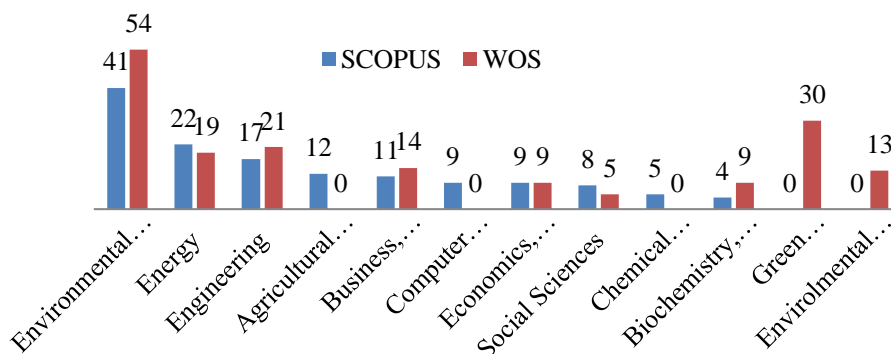 54
41
SCOPUS WOS
30
22 19 17 21
12 11 14 13
9 9 9 8 5 5 4 9
0 0 0 0 0
Environmental…
Energy
Engineering
Agricultural…
Business,…
Computer…
Economics,…
Social Sciences
Chemical…
Biochemistry,…
Green…
Envirolmental…